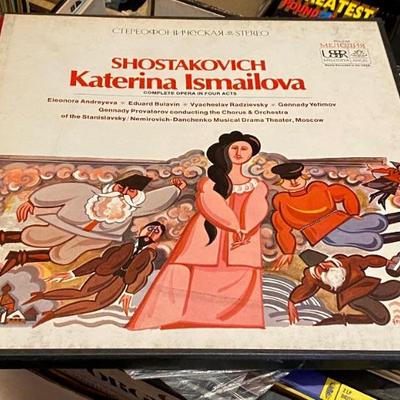 СТЕРЕОФОНИЧЕСКАЯ STEREO
МЕЛОДИЯ
SHOSTAKOVICH
Katerina Ismailova
COMPLETE OPERA IN FOUR ACTS
Eleonora Andreyeva Eduard Bulavin Vyacheslav Radzievsky Gennady Yefimov
Gennady Provatorov conducting the Chorus & Orchestra
of the Stanislavsky/Nemirovich-Danchenko Musical Drama Theater, Moscow
GREATEST